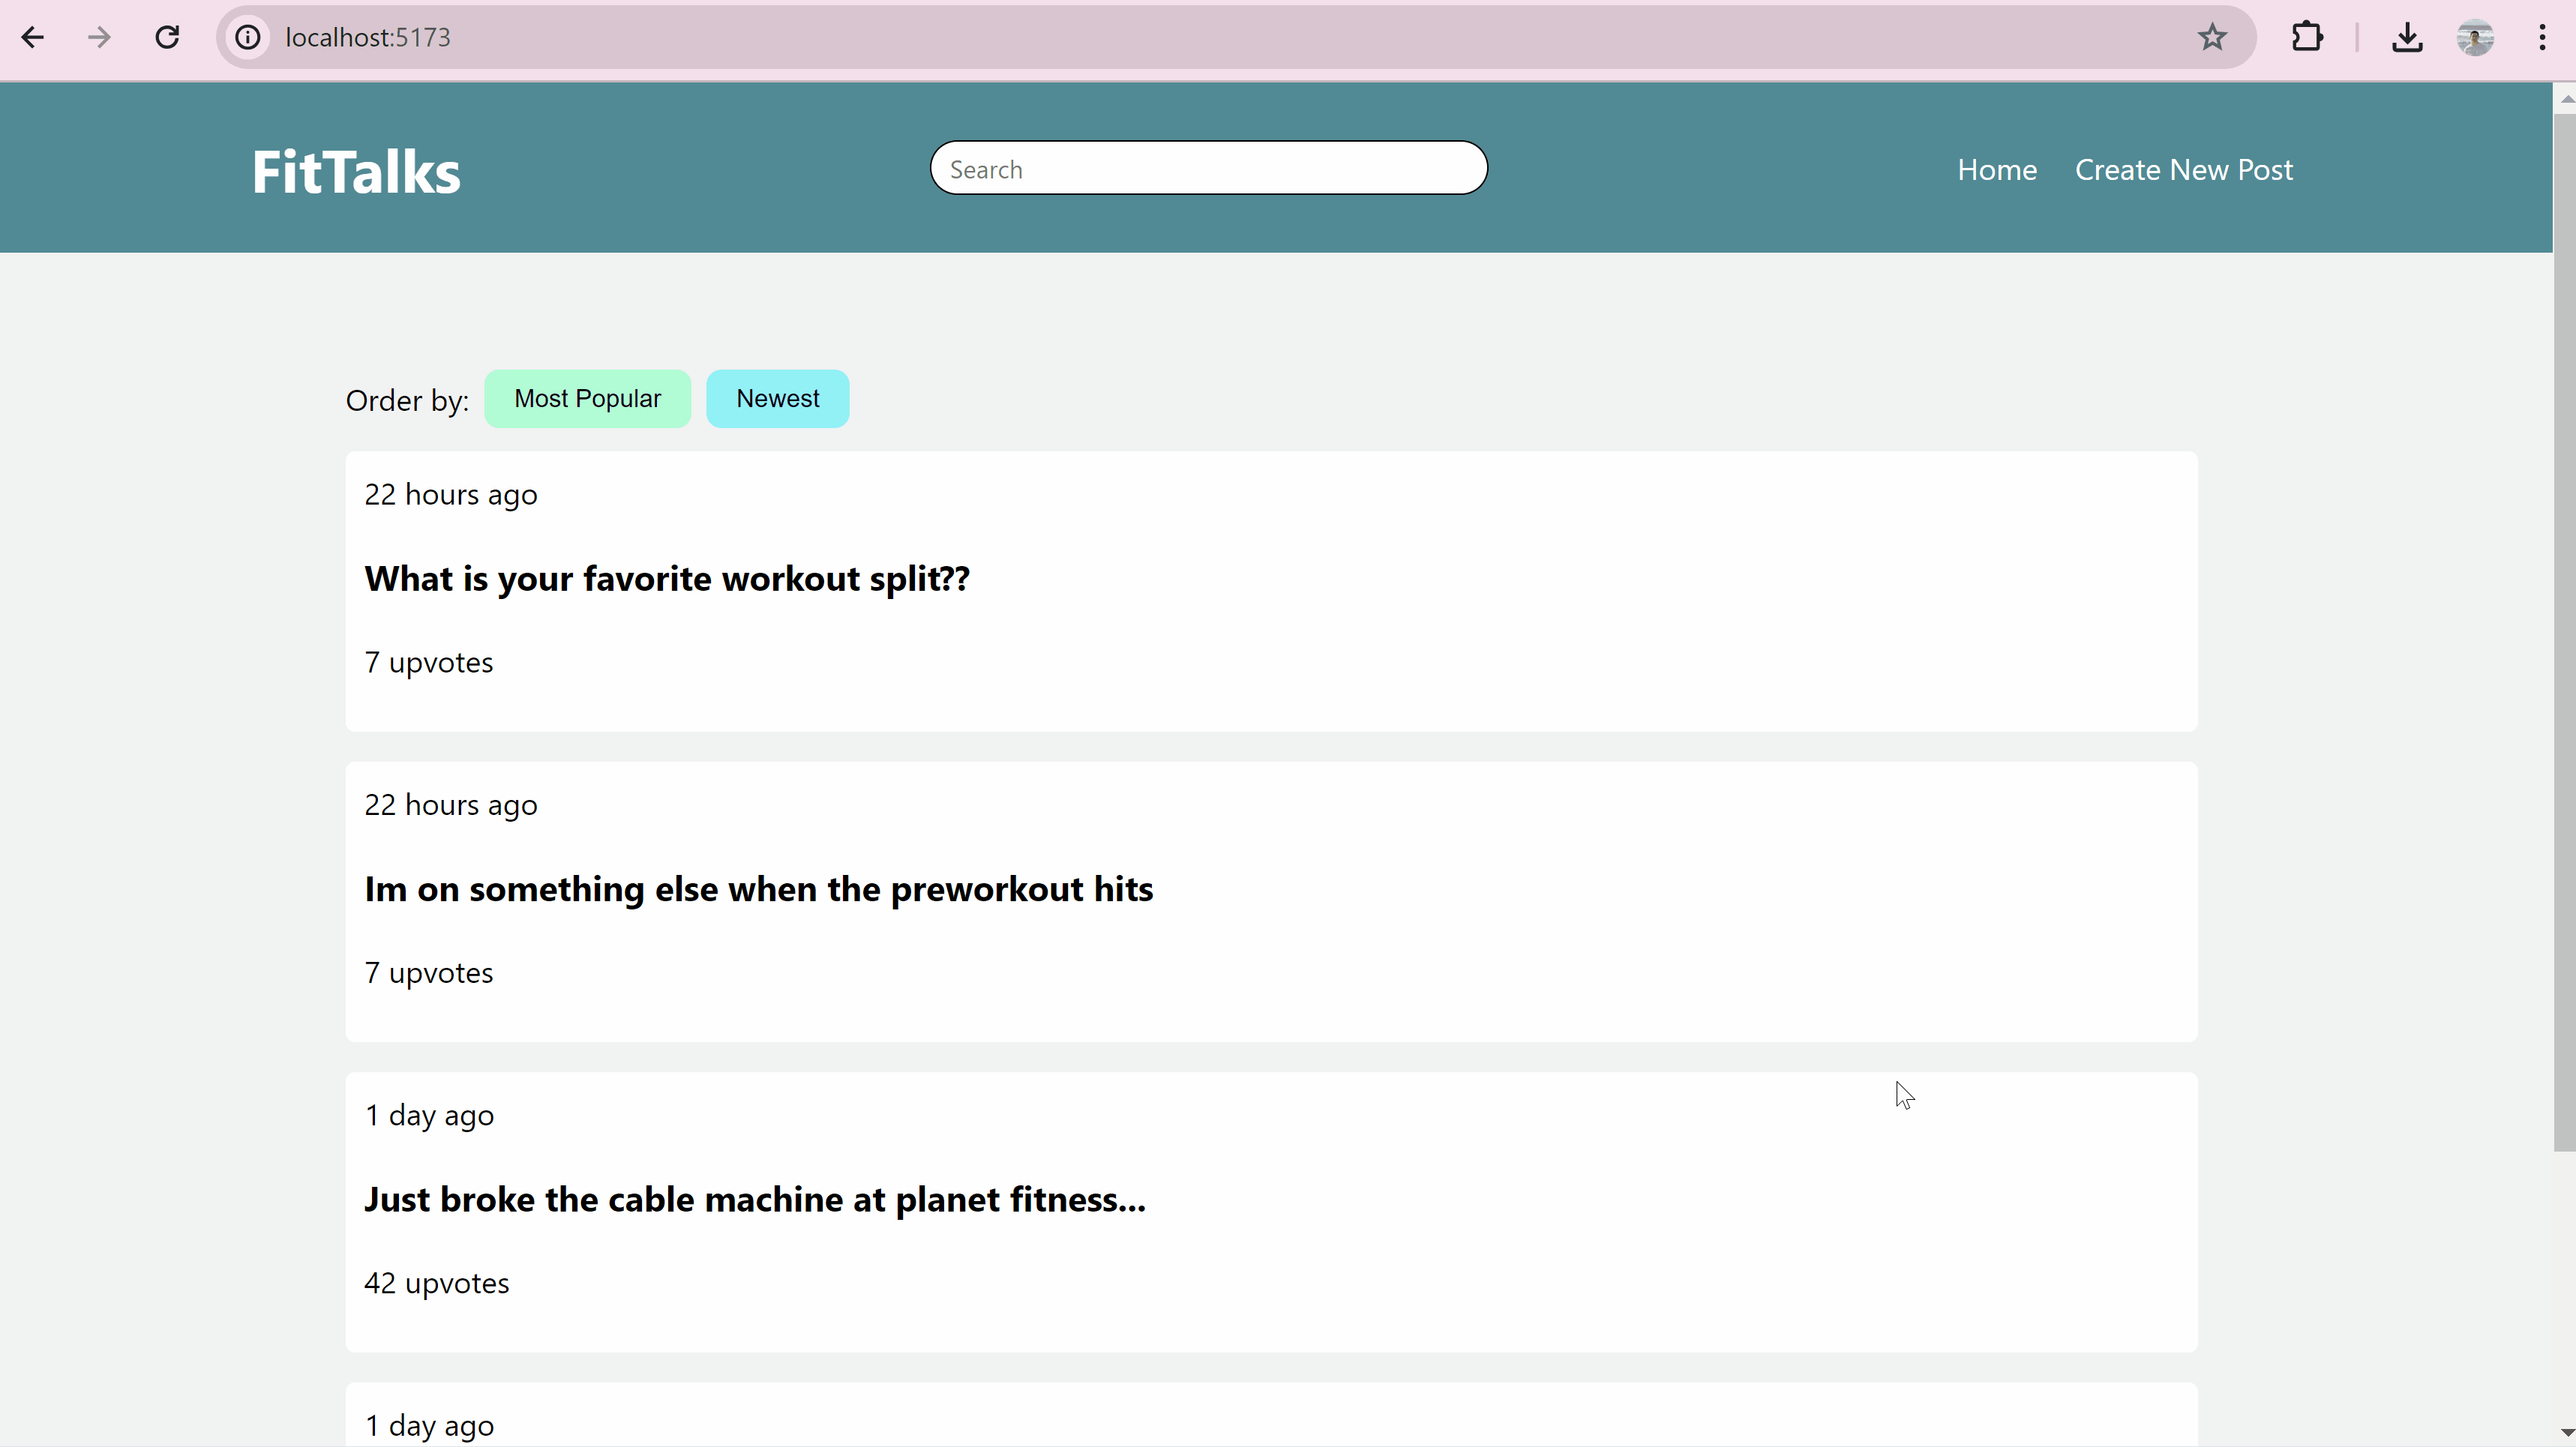 localhost:5173
FitTalks
Search
Home
Create New Post
Order by:
Most Popular
Newest
22 hours ago
What is your favorite workout split??
7 upvotes
22 hours ago
Im on something else when the preworkout hits
7 upvotes
1 day ago
Just broke the cable machine at planet fitness...
42 upvotes
1 day ago